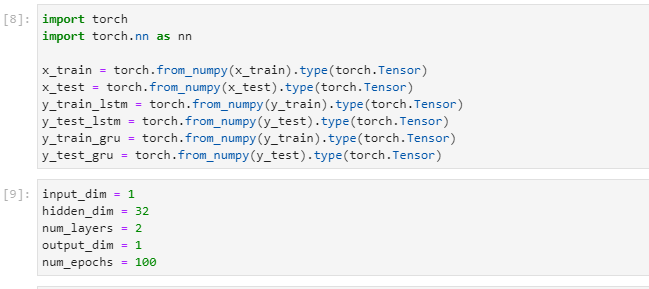 [8]:
import torch
import torch.nn as nn
x_train = torch.from_numpy(x_train).type(torch.Tensor)
x_test = torch.from_numpy(x_test).type(torch.Tensor)
y_train_lstm = torch.from_numpy(y_train).type(torch.Tensor)
y_test_lstm = torch.from_numpy(y_test).type(torch.Tensor)
y_train_gru = torch.from_numpy(y_train).type(torch.Tensor)
y_test_gru = torch.from_numpy(y_test).type(torch.Tensor)
[9]:
input_dim = 1
hidden_dim = 32
num_layers = 2
output_dim = 1
num_epochs = 100